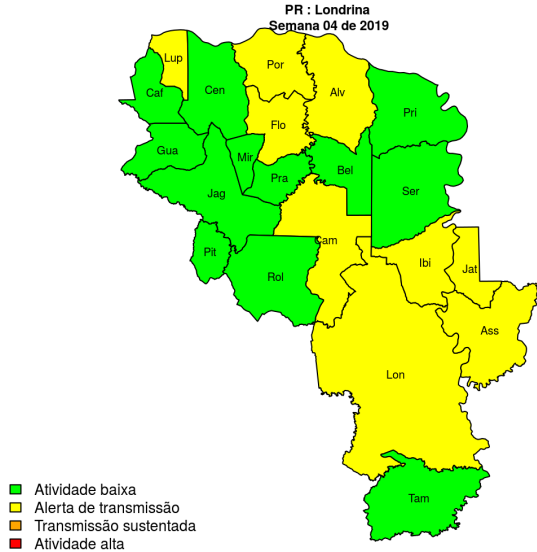 PR : Londrina
Semana 04 de 2019
Lup
Por
Caf
Cen
Alv
Pri
Flo
Gua
Mir
Pra
Bel
Jag
Ser
Cam
Pit
Ibi
Jat
Rol
Ass
Lon
Tam
Atividade baixa
Alerta de transmissão
Transmissão sustentada
Atividade alta